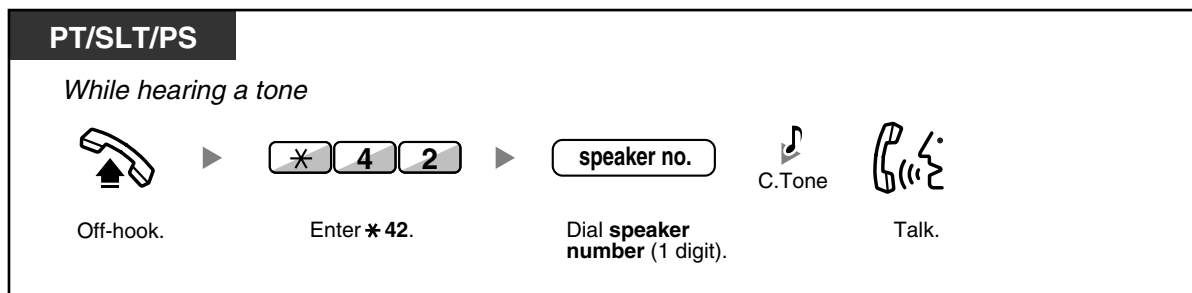 PT/SLT/PS
While hearing a tone
* 4 2
speaker no.
C.Tone
Off-hook.
Enter * 42.
Dial speaker
number (1 digit).
Talk.